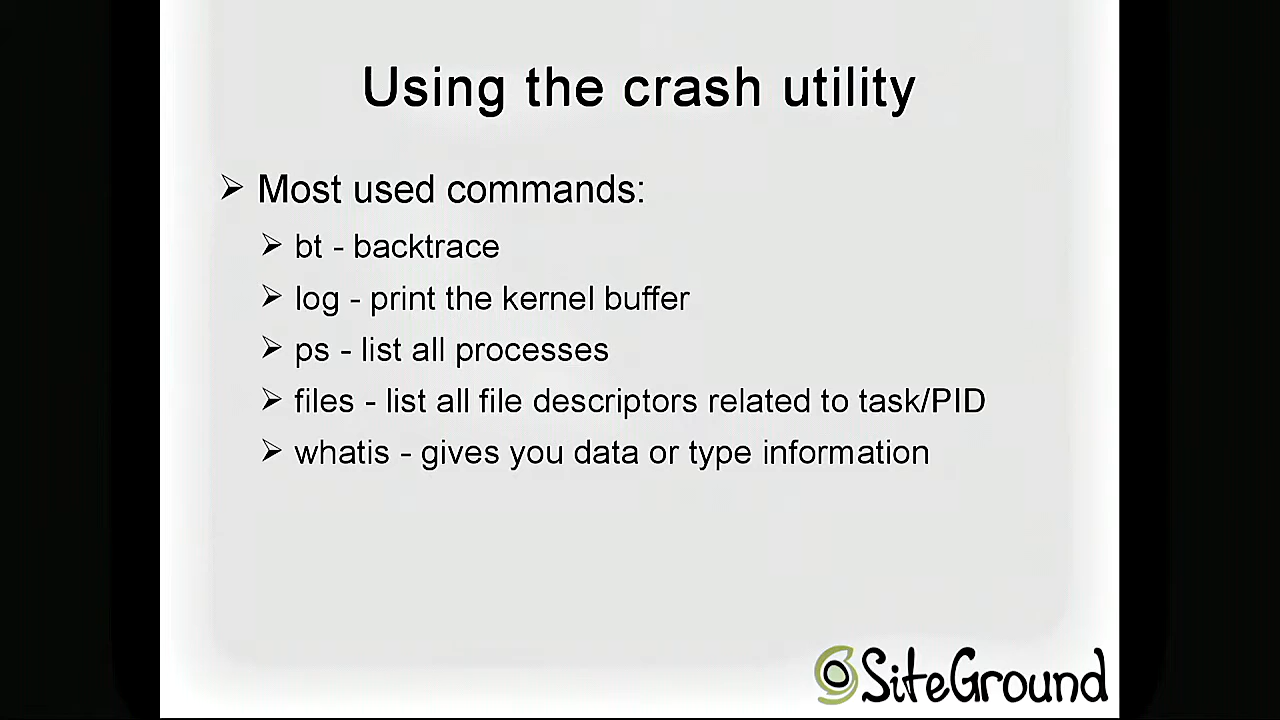 Using the crash utility
Most used commands:
bt - backtrace
log - print the kernel buffer
ps - list all processes
files - list all file descriptors related to task/PID
whatis - gives you data or type information
SiteGround